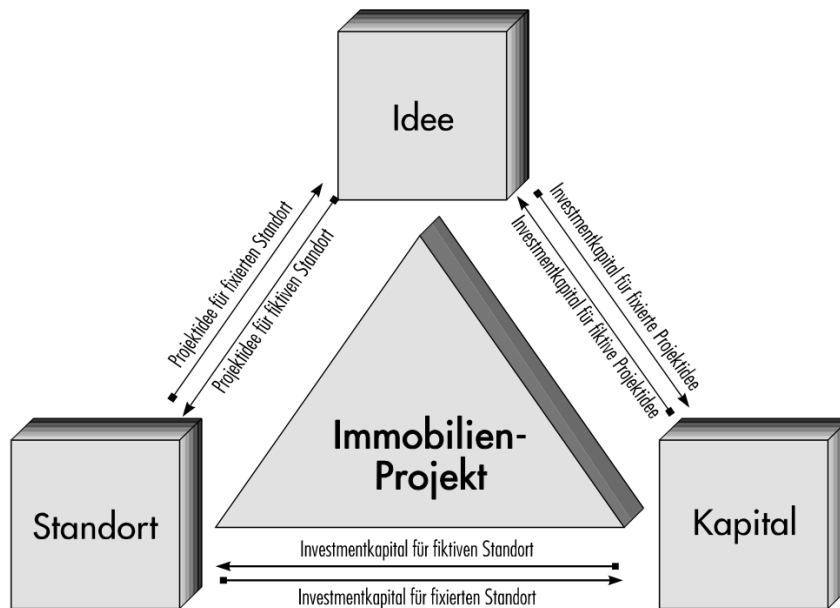 Idee
Projektidee für fixierten Standort
Projektidee für fiktiven Standort
Investmentkapital für fixierte Projektidee
Investmentkapital für fiktive Projektidee
Immobilien-
Projekt
Standort
Kapital
Investmentkapital für fiktiven Standort
Investmentkapital für fixierten Standort